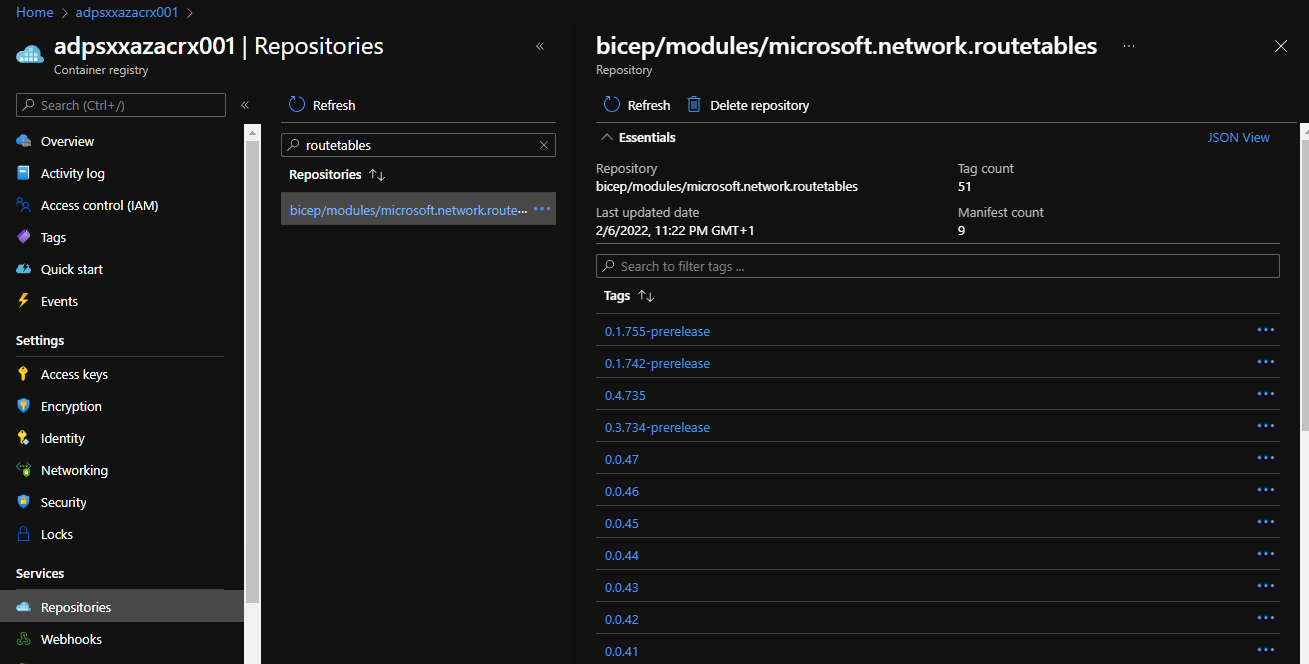 Home > adpsxxazacrx001 >
adpsxxazacrx001 | Repositories
Container registry
Search (Ctrl+/)
Overview
Activity log
Access control (IAM)
Tags
Quick start
Events
Settings
Access keys
Encryption
Identity
Networking
Security
Locks
Services
Repositories
Webhooks
Refresh
routetables
Repositories
bicep/modules/microsoft.network.route...
bicep/modules/microsoft.network.routetables
Repository
Refresh
Delete repository
Essentials
JSON View
Repository
bicep/modules/microsoft.network.routetables
Tag count
51
Last updated date
2/6/2022, 11:22 PM GMT+1
Manifest count
9
Search to filter tags ...
Tags
0.1.755-prerelease
0.1.742-prerelease
0.4.735
0.3.734-prerelease
0.0.47
0.0.46
0.0.45
0.0.44
0.0.43
0.0.42
0.0.41